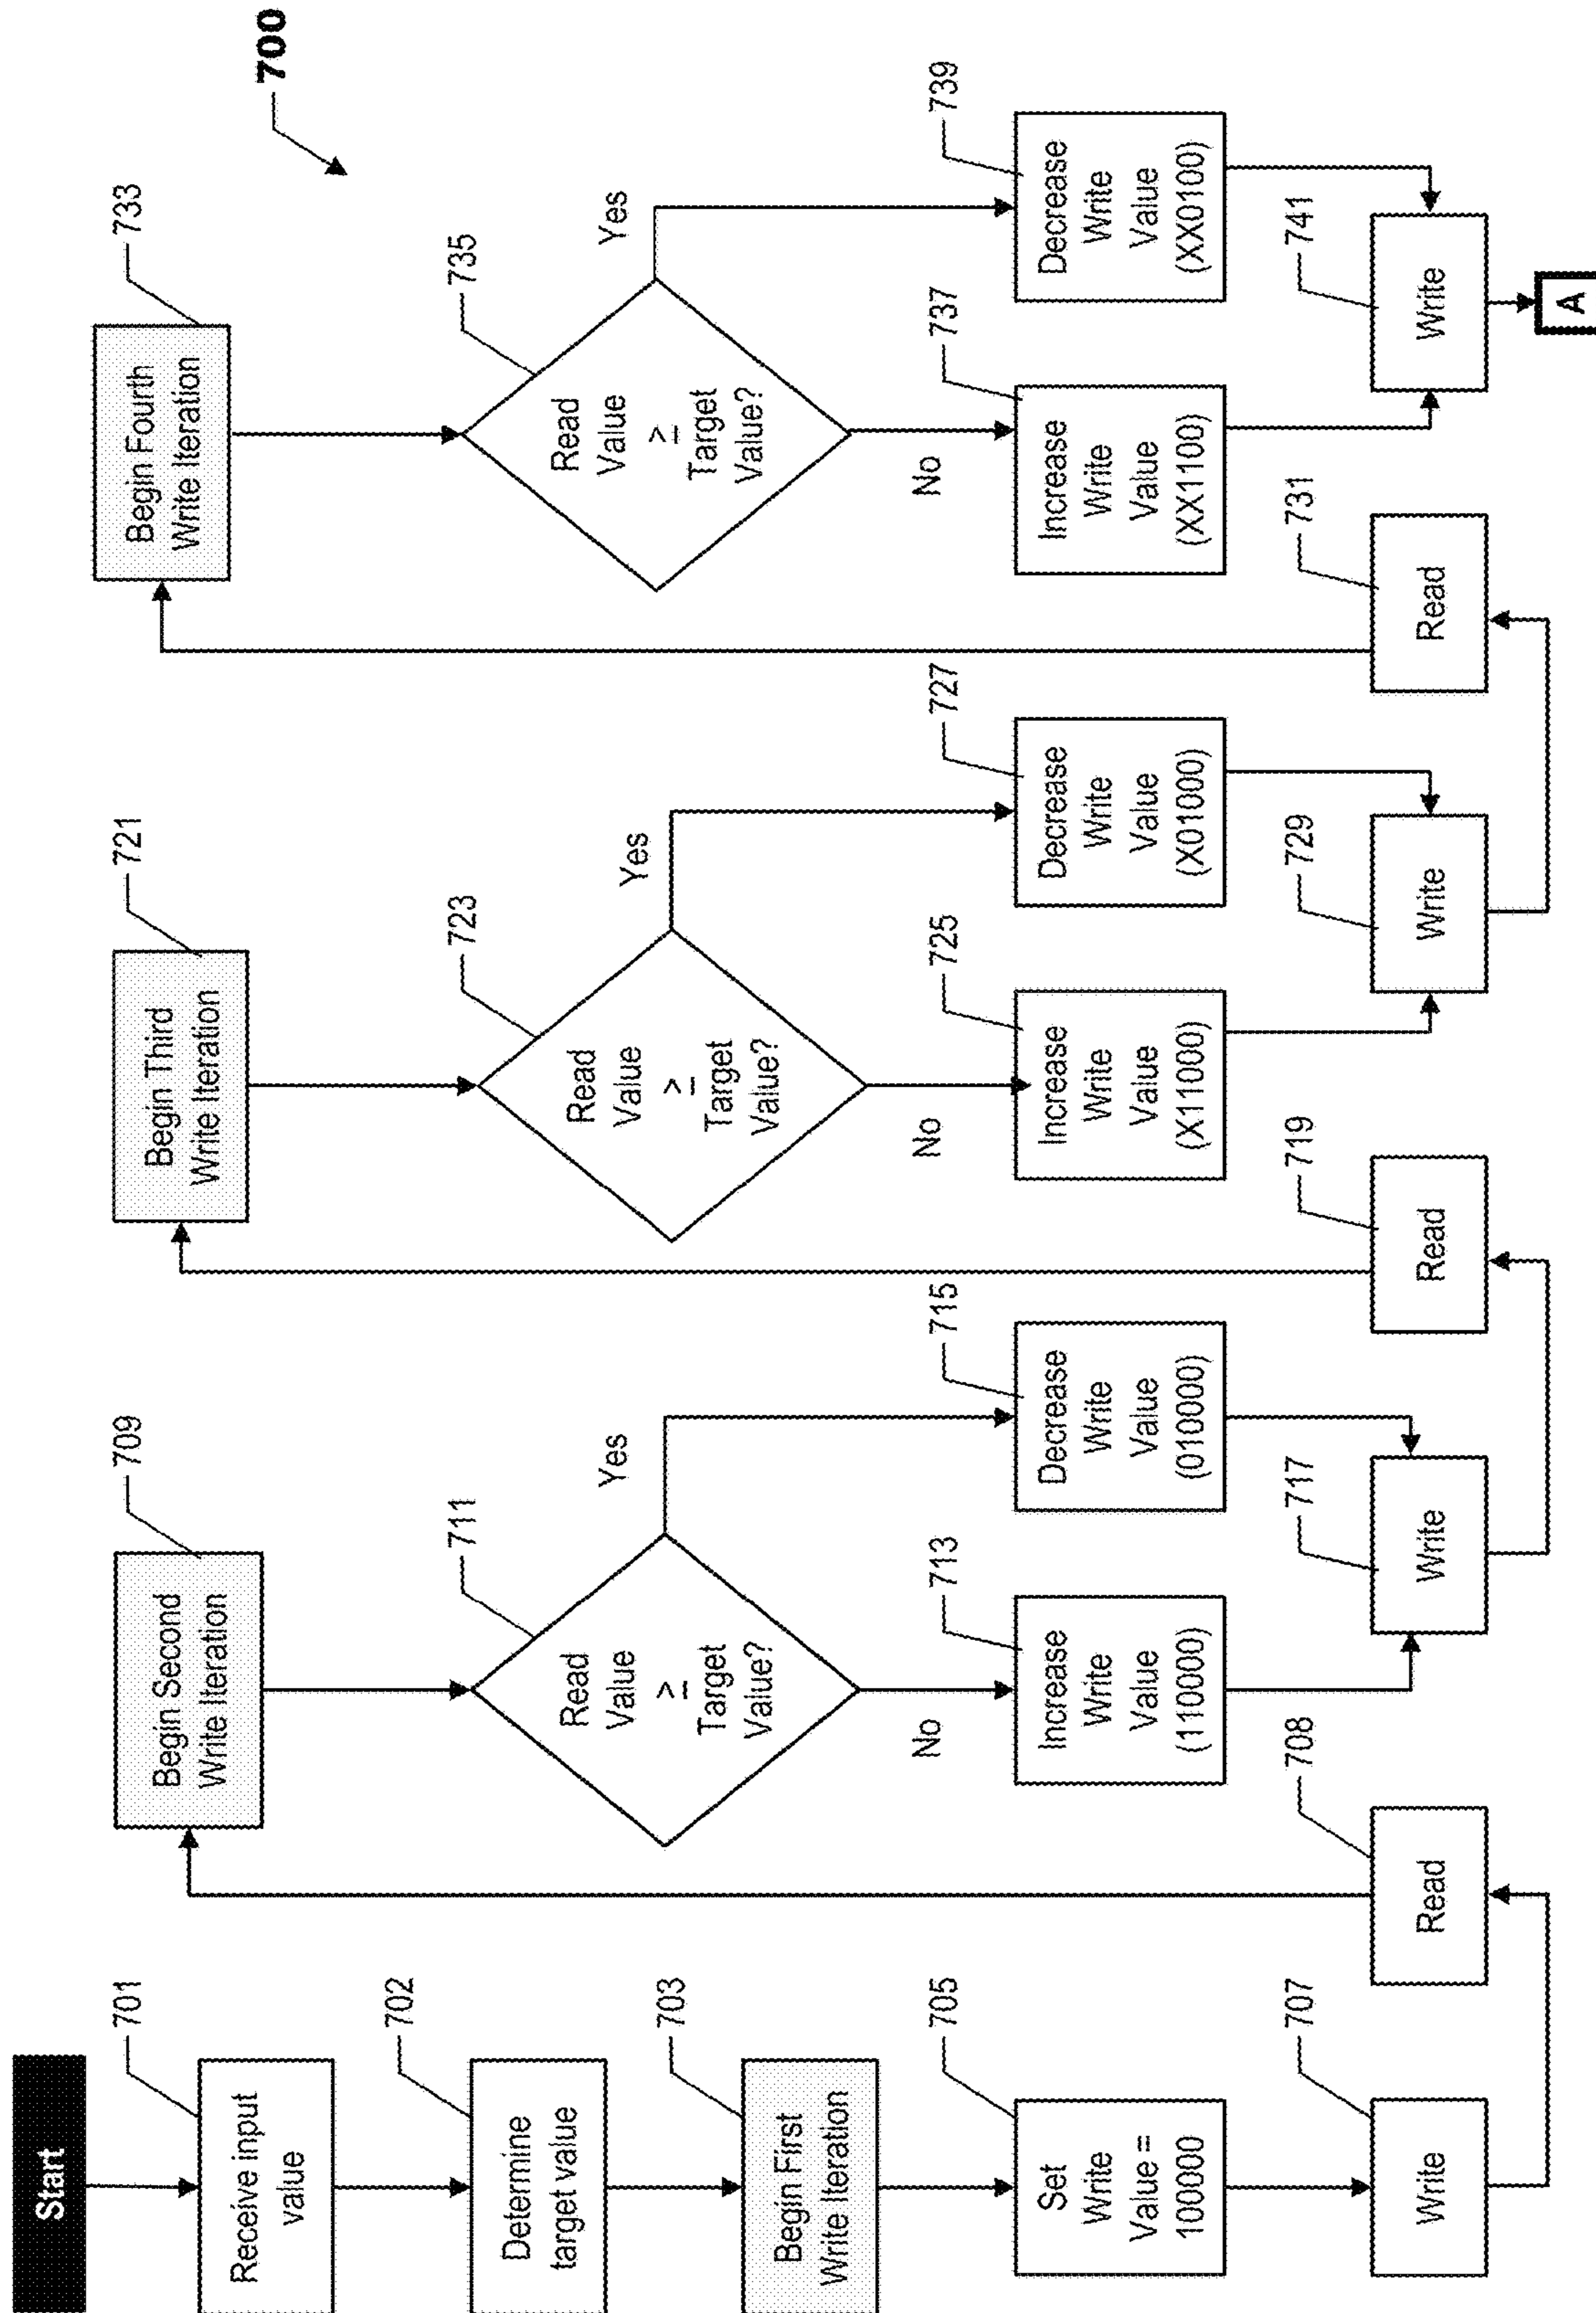 700
Start
701
Receive input
value
702
Determine
target value
703
Begin First
Write Iteration
705
Set
Write
Value =
100000
707
Write
708
Read
709
Begin Second
Write Iteration
711
Read
Value
≥
Target
Value?
Yes
No
713
Increase
Write
Value
(110000)
715
Decrease
Write
Value
(010000)
717
Write
719
Read
721
Begin Third
Write Iteration
723
Read
Value
≥
Target
Value?
Yes
No
725
Increase
Write
Value
(X11000)
727
Decrease
Write
Value
(X01000)
729
Write
731
Read
733
Begin Fourth
Write Iteration
735
Read
Value
≥
Target
Value?
Yes
No
737
Increase
Write
Value
(XX1100)
739
Decrease
Write
Value
(XX0100)
741
Write
A